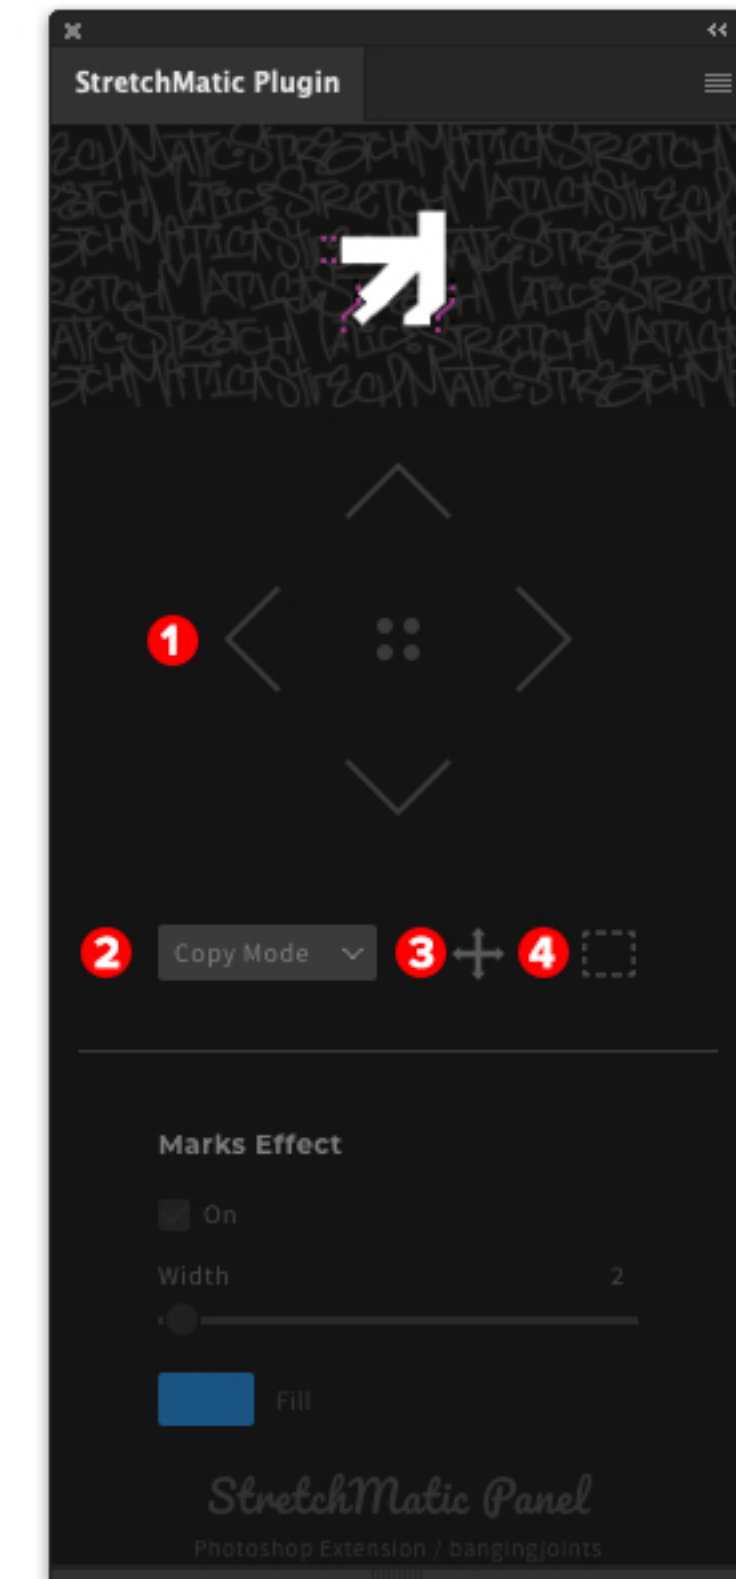 StretchMatic Plugin
1
2 Copy Mode 3 4
Marks Effect
On
Width 2
Fill
StretchMatic Panel
Photoshop Extension / bangingjoints